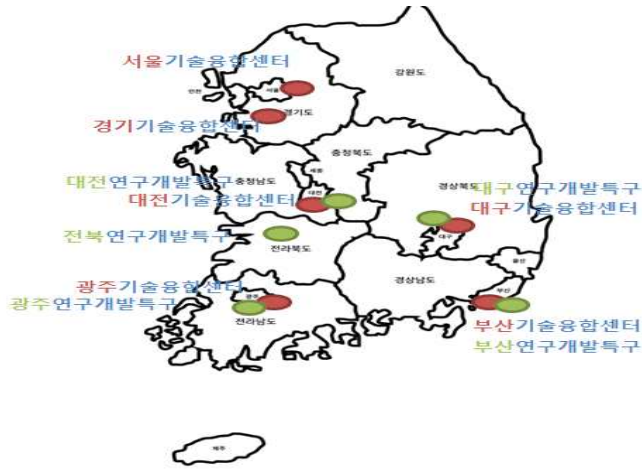 서울기술융합센터
강원도
인천
서울
경기도
경기기술융합센터
충청북도
세종
대전연구개발특구
충청남도
경상북도
대구연구개발특구
대전
대전기술융합센터
대구기술융합센터
전북연구개발특구
대구
전라북도
울산
경상남도
광주기술융합센터
광주
부산
광주연구개발특구
전라남도
부산기술융합센터
부산연구개발특구
제주